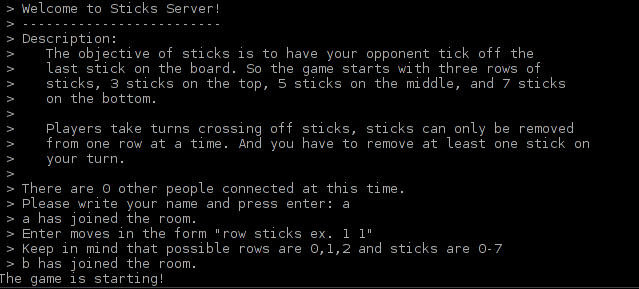 > Welcome to Sticks Server!
> --------------------------
> Description:
>    The objective of sticks is to have your opponent tick off the
>    last stick on the board. So the game starts with three rows of
>    sticks, 3 sticks on the top, 5 sticks on the middle, and 7 sticks
>    on the bottom.
>
>    Players take turns crossing off sticks, sticks can only be removed
>    from one row at a time. And you have to remove at least one stick on
>    your turn.
>
> There are 0 other people connected at this time.
> Please write your name and press enter: a
> a has joined the room.
> Enter moves in the form "row sticks ex. 1 1"
> Keep in mind that possible rows are 0,1,2 and sticks are 0-7
> b has joined the room.
The game is starting!